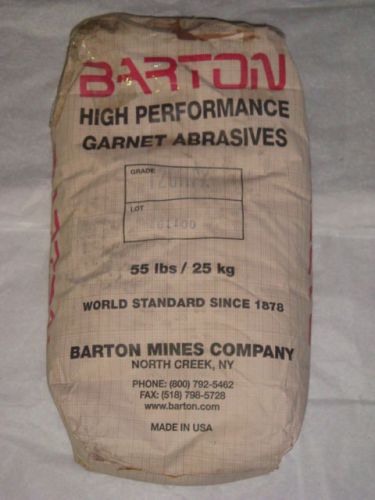 BARTON
HIGH PERFORMANCE
GARNET ABRASIVES
GRADE
LOT
55 lbs / 25 kg
WORLD STANDARD SINCE 1878
BARTON MINES COMPANY
NORTH CREEK, NY
PHONE: (800) 792-5462
FAX: (518) 798-5728
www.barton.com
MADE IN USA